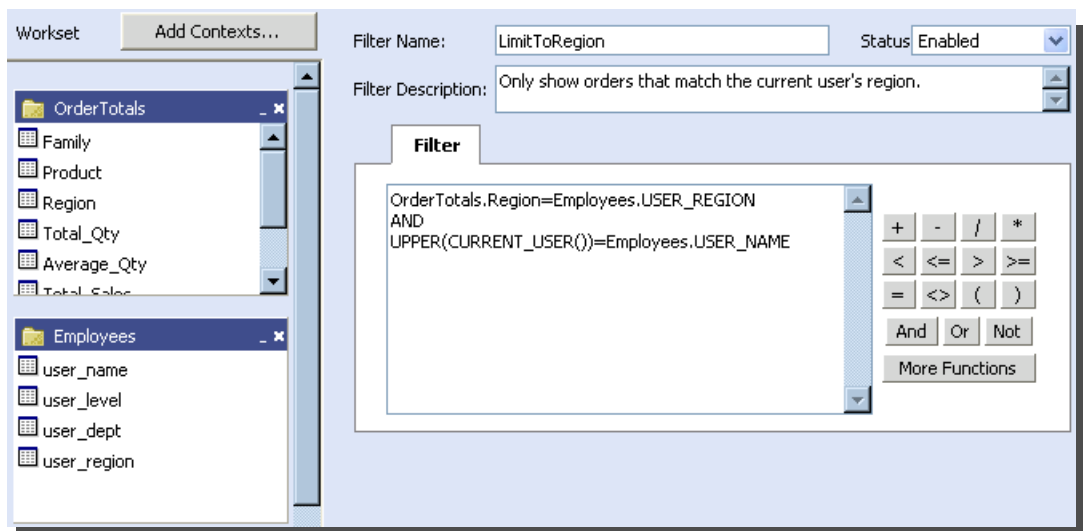 Workset
Add Contexts...
Filter Name:
LimitToRegion
Status
Enabled
Filter Description:
Only show orders that match the current user's region.
OrderTotals
Family
Product
Region
Total_Qty
Average_Qty
Total_Sales
Employees
user_name
user_level
user_dept
user_region
Filter
OrderTotals.Region=Employees.USER_REGION
AND
UPPER(CURRENT_USER())=Employees.USER_NAME
+ - / *
< <= > >=
= <> ( )
And Or Not
More Functions